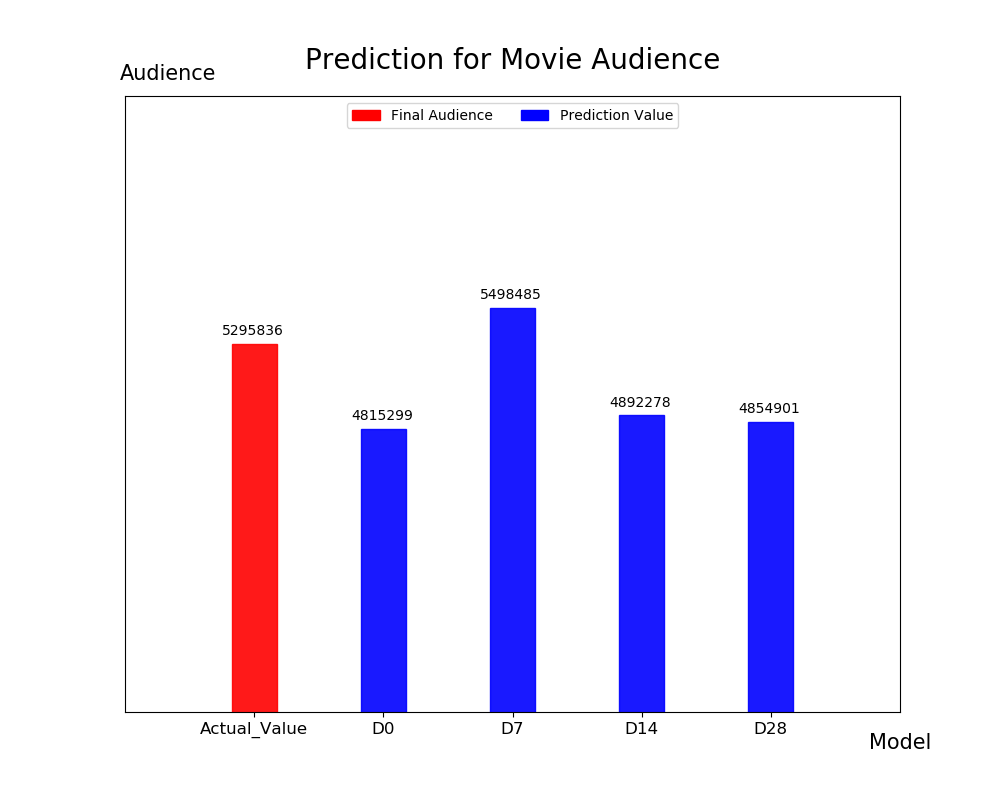 Prediction for Movie Audience
Audience
Final Audience
Prediction Value
5498485
5295836
4892278
4854901
4815299
Actual_Value
D0
D7
D14
D28
Model